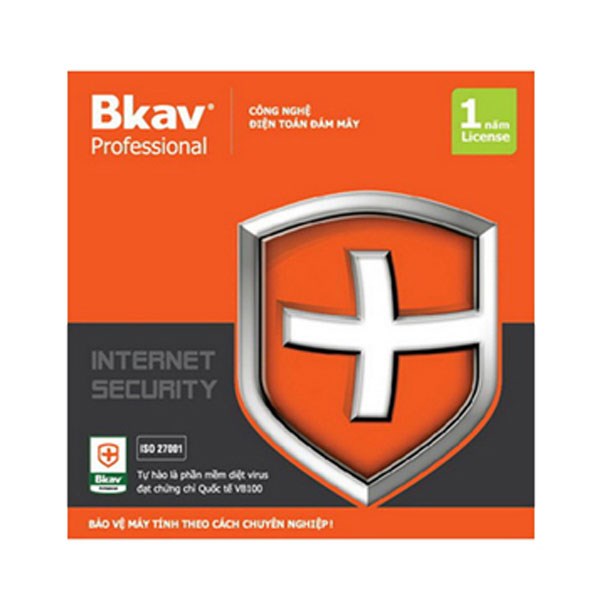 Bkav®
Professional
CÔNG NGHỆ
ĐIỆN TOÁN ĐÁM MÂY
1
năm
License
INTERNET
SECURITY
ISO 27001
Bkav
Tự hào là phần mềm diệt virus
đạt chứng chỉ Quốc tế VB100
BẢO VỆ MÁY TÍNH THEO CÁCH CHUYÊN NGHIỆP!